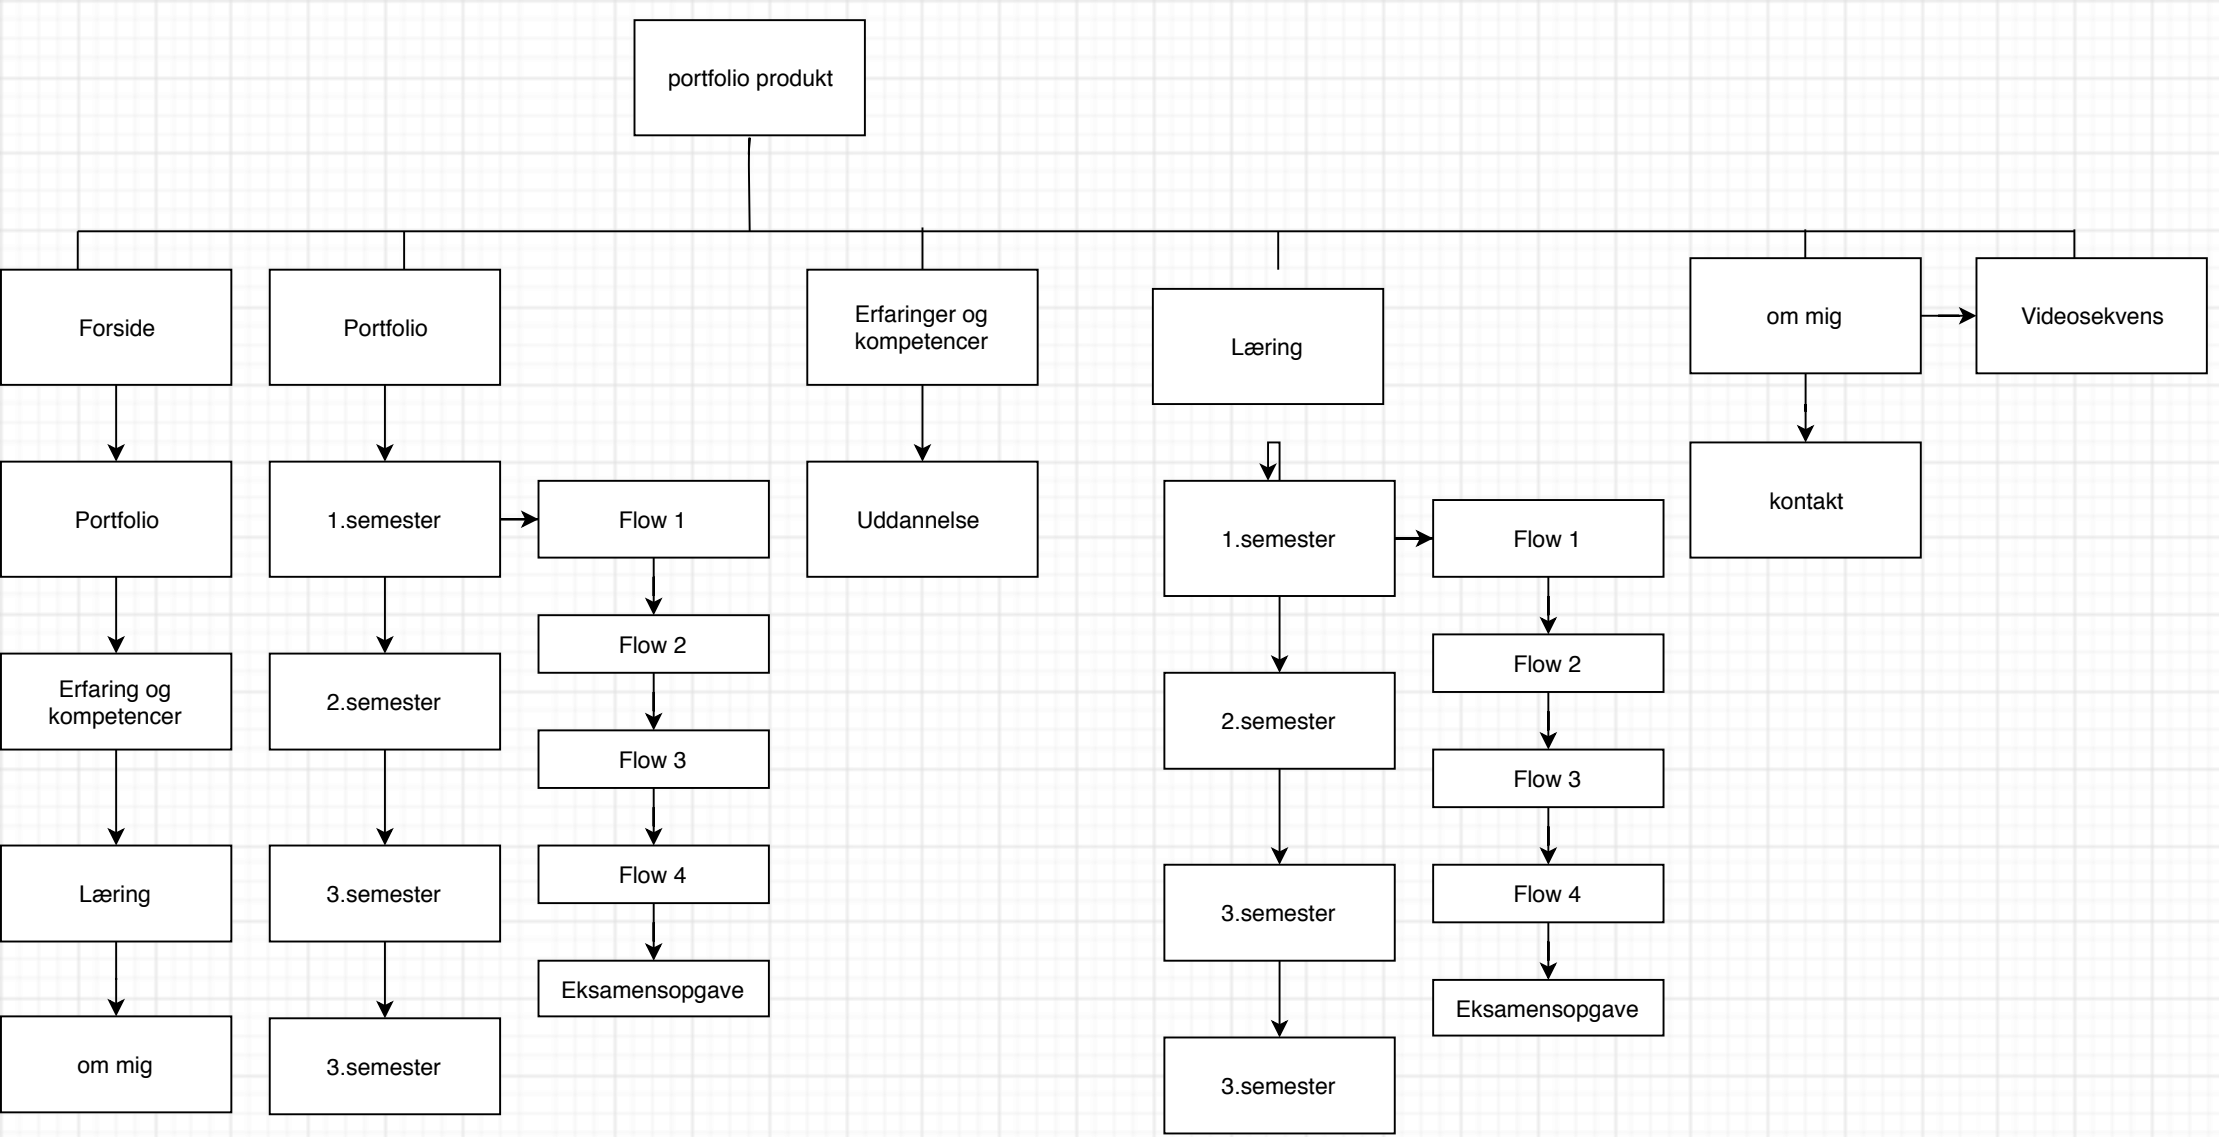 portfolio produkt
Forside
Portfolio
Erfaringer og
kompetencer
Læring
om mig
Videosekvens
Portfolio
1.semester
Flow 1
Uddannelse
1.semester
Flow 1
kontakt
Flow 2
Flow 2
Erfaring og
kompetencer
2.semester
2.semester
Flow 3
Flow 3
Læring
3.semester
Flow 4
3.semester
Flow 4
Eksamensopgave
Eksamensopgave
om mig
3.semester
3.semester